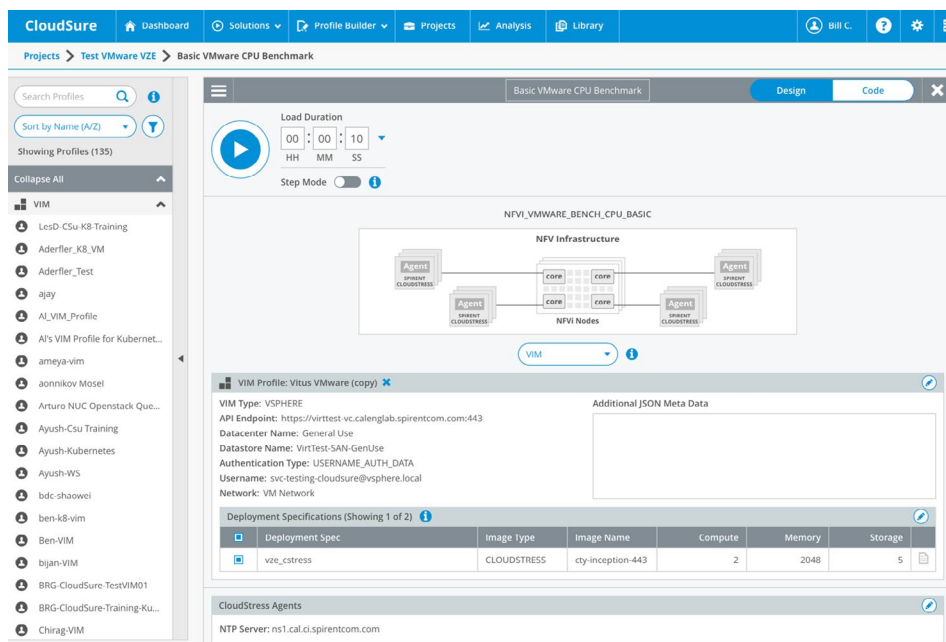 CloudSure Dashboard Solutions Profile Builder Projects Analysis Library Bill C. ?
Projects > Test VMware VZE > Basic VMware CPU Benchmark
Search Profiles
Sort by Name (A/Z)
Showing Profiles (135)
Collapse All
VIM
LesD-CSu-K8-Training
Aderfler_K8_VM
Aderfler_Test
ajay
Al_VIM_Profile
Al's VIM Profile for Kubernet...
ameya-vim
aonnikov Mosel
Arturo NUC Openstack Que...
Ayush-Csu Training
Ayush-Kubernetes
Ayush-WS
bdc-shaowei
ben-k8-vim
Ben-VIM
bijan-VIM
BRG-CloudSure-TestVIM01
BRG-CloudSure-Training-Ku...
Chirag-VIM
Basic VMware CPU Benchmark Design Code
Load Duration
00 : 00 : 10
HH MM SS
Step Mode
NFVI_VMWARE_BENCH_CPU_BASIC
NFV Infrastructure
Agent
SPIRENT
CLOUDSTRESS
Agent
SPIRENT
CLOUDSTRESS
core core
core core
NFVi Nodes
Agent
SPIRENT
CLOUDSTRESS
Agent
SPIRENT
CLOUDSTRESS
VIM
VIM Profile: Vitus VMware (copy)
VIM Type: VSPHERE
API Endpoint: https://virttest-vc.calenglab.spirentcom.com:443
Datacenter Name: General Use
Datastore Name: VirtTest-SAN-GenUse
Authentication Type: USERNAME_AUTH_DATA
Username: svc-testing-cloudsure@vsphere.local
Network: VM Network
Additional JSON Meta Data
Deployment Specifications (Showing 1 of 2)
Deployment Spec Image Type Image Name Compute Memory Storage
vze_cstress CLOUDSTRESS cty-inception-443 2 2048 5
CloudStress Agents
NTP Server: ns1.cal.ci.spirentcom.com